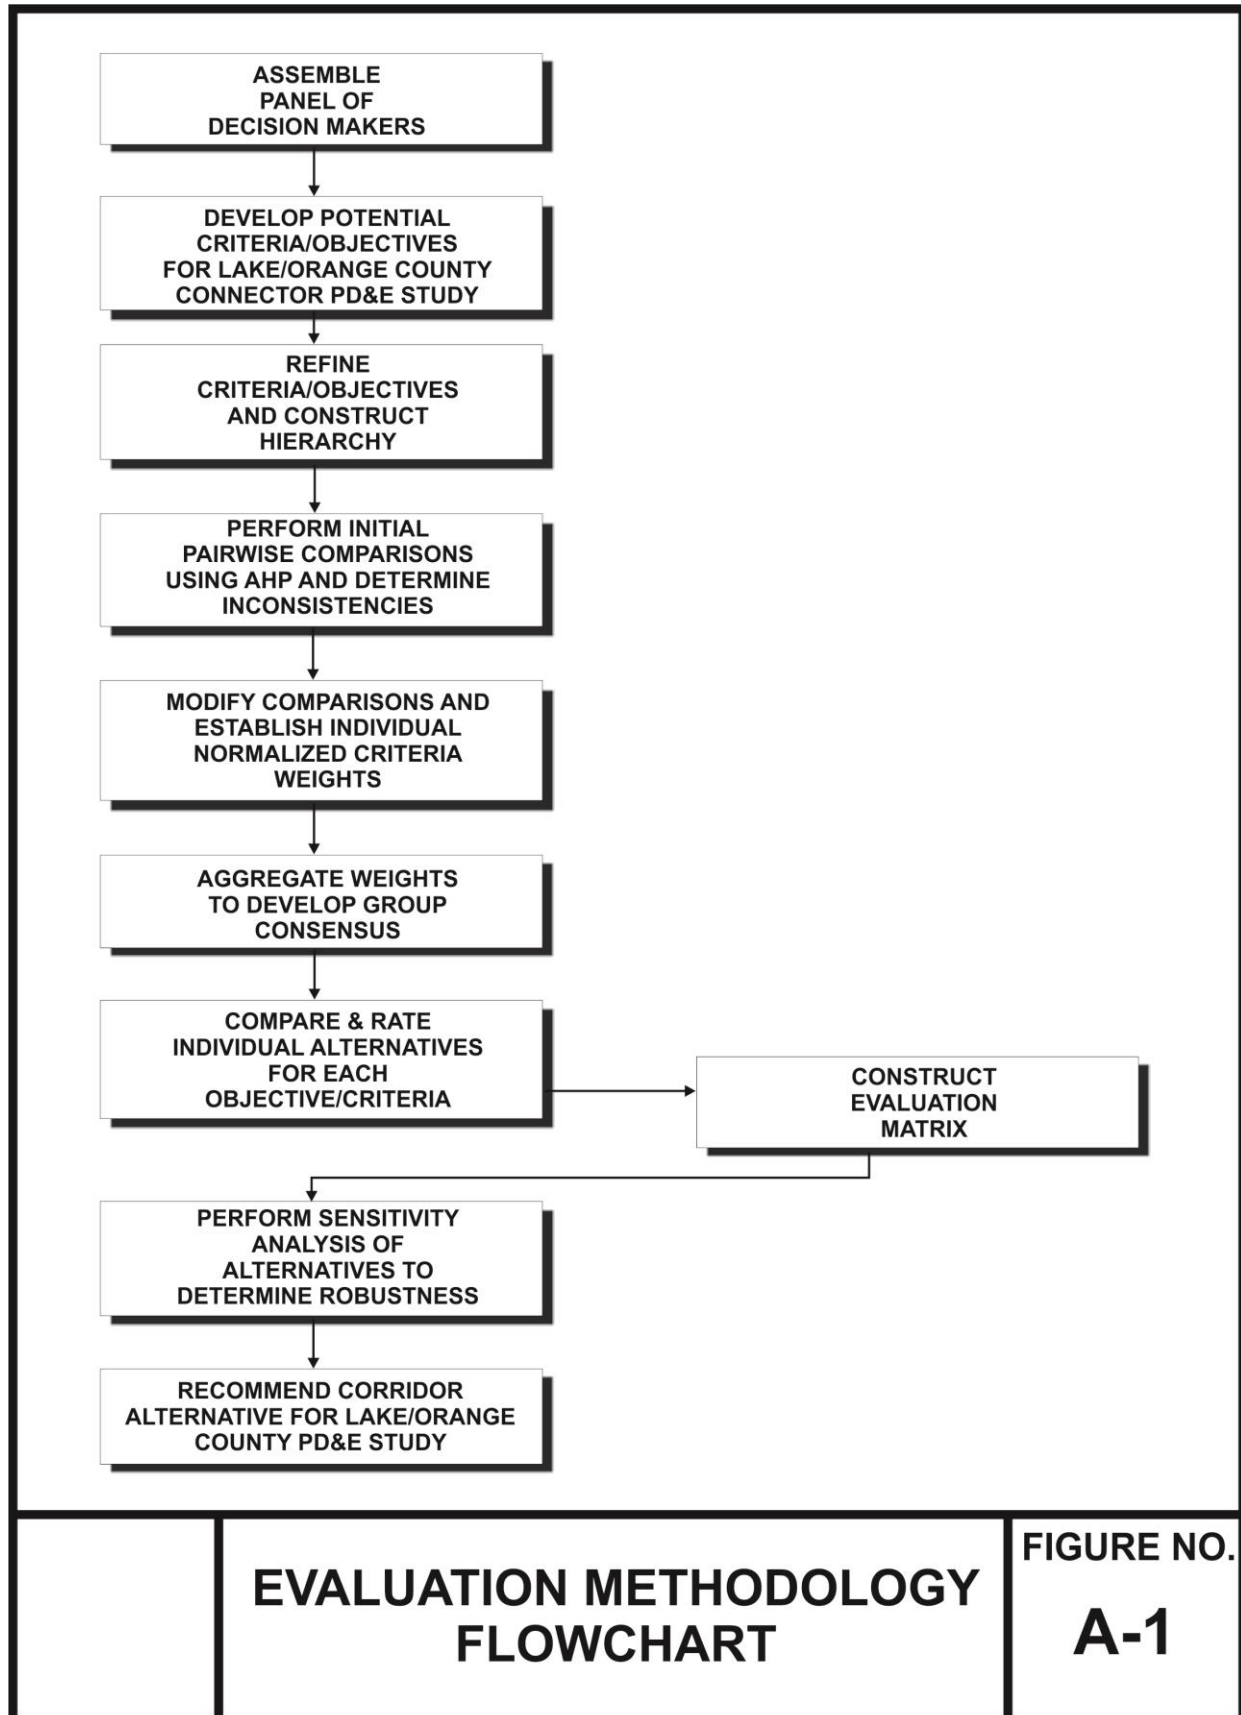 ASSEMBLE
PANEL OF
DECISION MAKERS
DEVELOP POTENTIAL
CRITERIA/OBJECTIVES
FOR LAKE/ORANGE COUNTY
CONNECTOR PD&E STUDY
REFINE
CRITERIA/OBJECTIVES
AND CONSTRUCT
HIERARCHY
PERFORM INITIAL
PAIRWISE COMPARISONS
USING AHP AND DETERMINE
INCONSISTENCIES
MODIFY COMPARISONS AND
ESTABLISH INDIVIDUAL
NORMALIZED CRITERIA
WEIGHTS
AGGREGATE WEIGHTS
TO DEVELOP GROUP
CONSENSUS
COMPARE & RATE
INDIVIDUAL ALTERNATIVES
FOR EACH
OBJECTIVE/CRITERIA
CONSTRUCT
EVALUATION
MATRIX
PERFORM SENSITIVITY
ANALYSIS OF
ALTERNATIVES TO
DETERMINE ROBUSTNESS
RECOMMEND CORRIDOR
ALTERNATIVE FOR LAKE/ORANGE
COUNTY PD&E STUDY
EVALUATION METHODOLOGY
FLOWCHART
FIGURE NO.
A-1